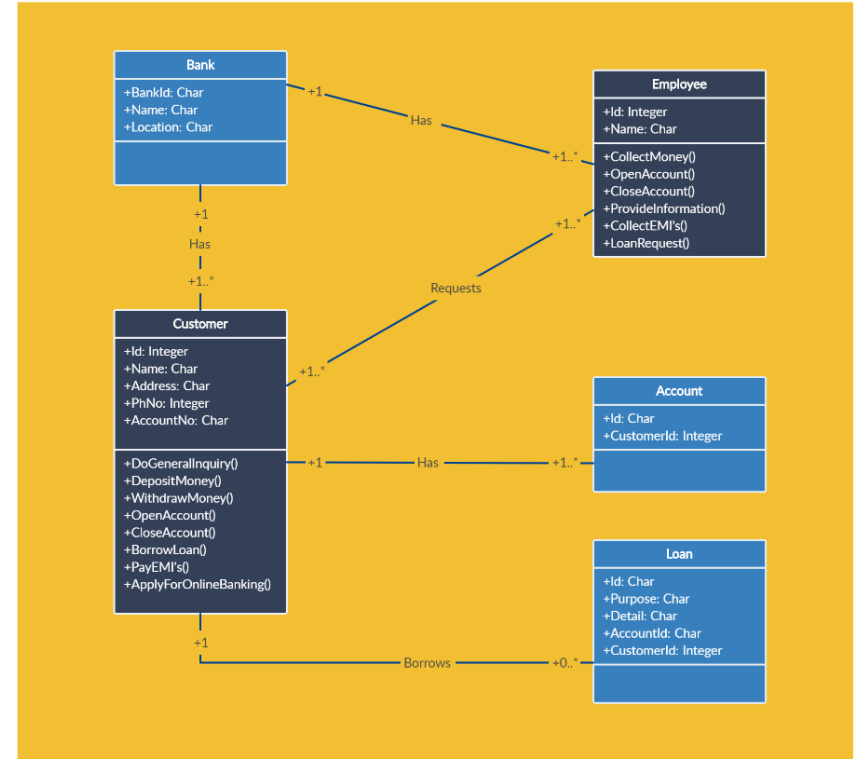 Bank
+BankId: Char
+Name: Char
+Location: Char
+1
Has
+1..*
Employee
+Id: Integer
+Name: Char
+CollectMoney()
+OpenAccount()
+CloseAccount()
+ProvideInformation()
+CollectEMI's()
+LoanRequest()
+1
Has
+1..*
+1..*
Requests
+1..*
Customer
+Id: Integer
+Name: Char
+Address: Char
+PhNo: Integer
+AccountNo: Char
+DoGeneralInquiry()
+DepositMoney()
+WithdrawMoney()
+OpenAccount()
+CloseAccount()
+BorrowLoan()
+PayEMI's()
+ApplyForOnlineBanking()
+1
Has
+1..*
Account
+Id: Char
+CustomerId: Integer
+1
Borrows
+0..*
Loan
+Id: Char
+Purpose: Char
+Detail: Char
+AccountId: Char
+CustomerId: Integer